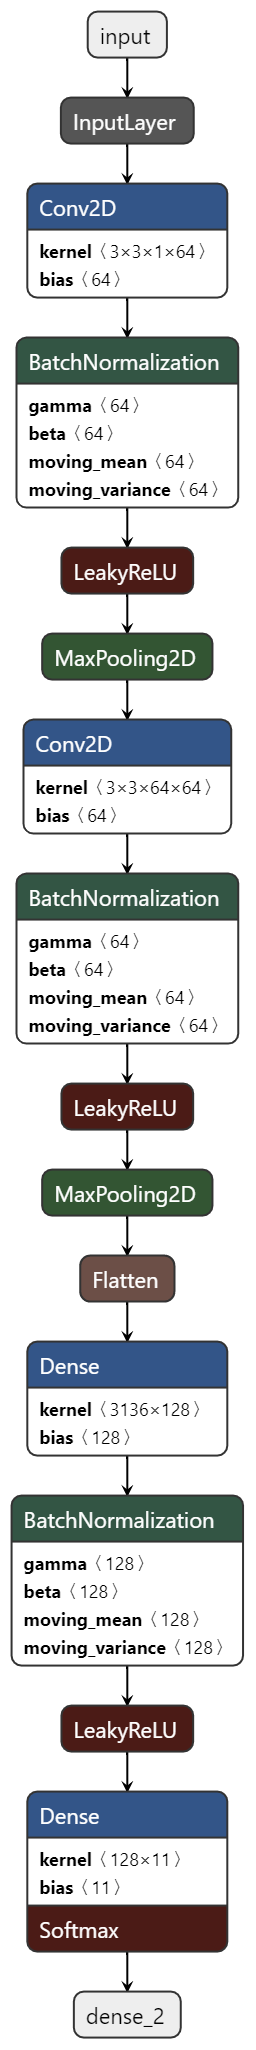 input
InputLayer
Conv2D
kernel〈3×3×1×64〉
bias〈64〉
BatchNormalization
gamma〈64〉
beta〈64〉
moving_mean〈64〉
moving_variance〈64〉
LeakyReLU
MaxPooling2D
Conv2D
kernel〈3×3×64×64〉
bias〈64〉
BatchNormalization
gamma〈64〉
beta〈64〉
moving_mean〈64〉
moving_variance〈64〉
LeakyReLU
MaxPooling2D
Flatten
Dense
kernel〈3136×128〉
bias〈128〉
BatchNormalization
gamma〈128〉
beta〈128〉
moving_mean〈128〉
moving_variance〈128〉
LeakyReLU
Dense
kernel〈128×11〉
bias〈11〉
Softmax
dense_2